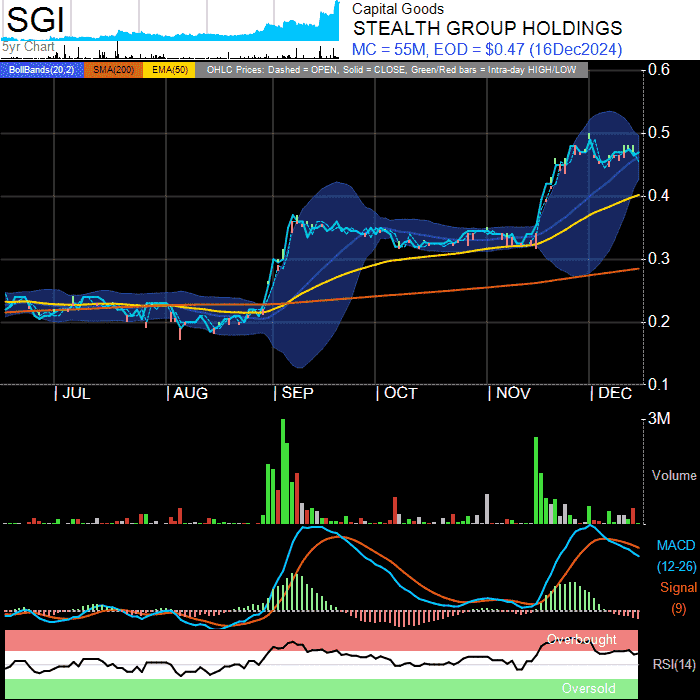 SGI
5yr Chart
Capital Goods
STEALTH GROUP HOLDINGS
MC = 55M, EOD = $0.47 (16Dec2024)
BollBands(20,2) SMA(200) EMA(50) OHLC Prices: Dashed = OPEN, Solid = CLOSE, Green/Red bars = Intra-day HIGH/LOW
0.6
0.5
0.4
0.3
0.2
0.1
| JUL | AUG | SEP | OCT | NOV | DEC
3M
Volume
MACD
(12-26)
Signal
(9)
Overbought
RSI(14)
Oversold